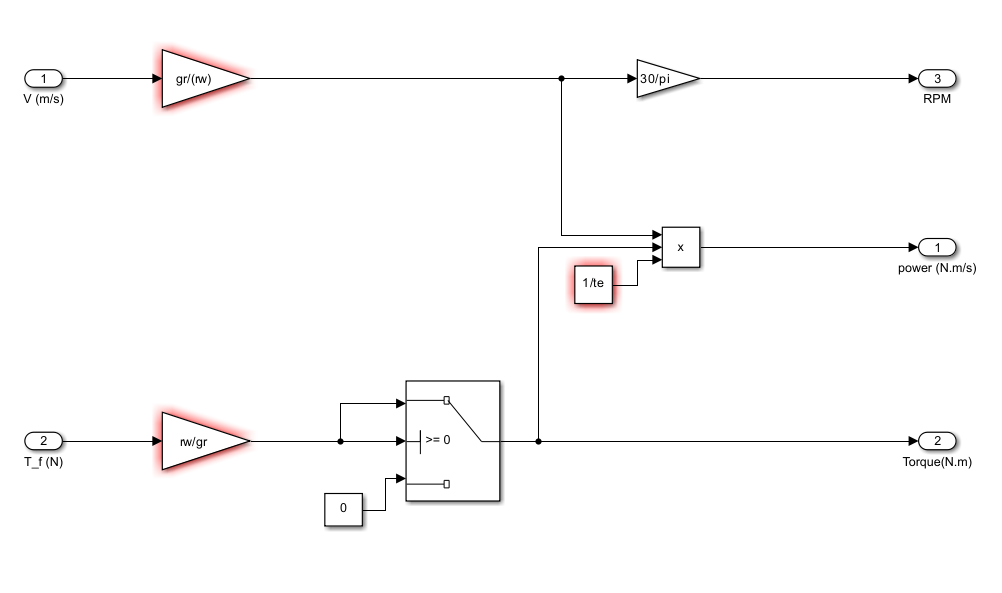 1
V (m/s)
gr/(rw)
30/pi
3
RPM
x
1
power (N.m/s)
1/te
2
T_f (N)
rw/gr
>= 0
0
2
Torque(N.m)